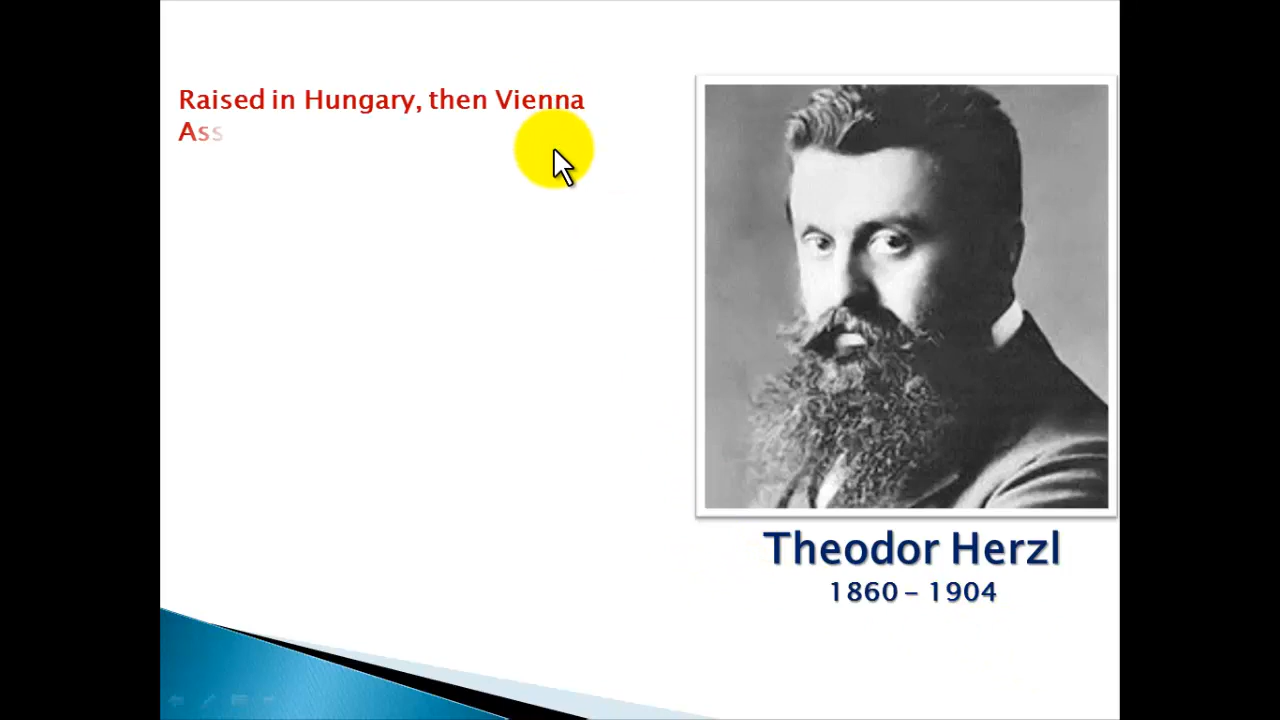 Raised in Hungary, then Vienna
Ass
Theodor Herzl
1860 – 1904